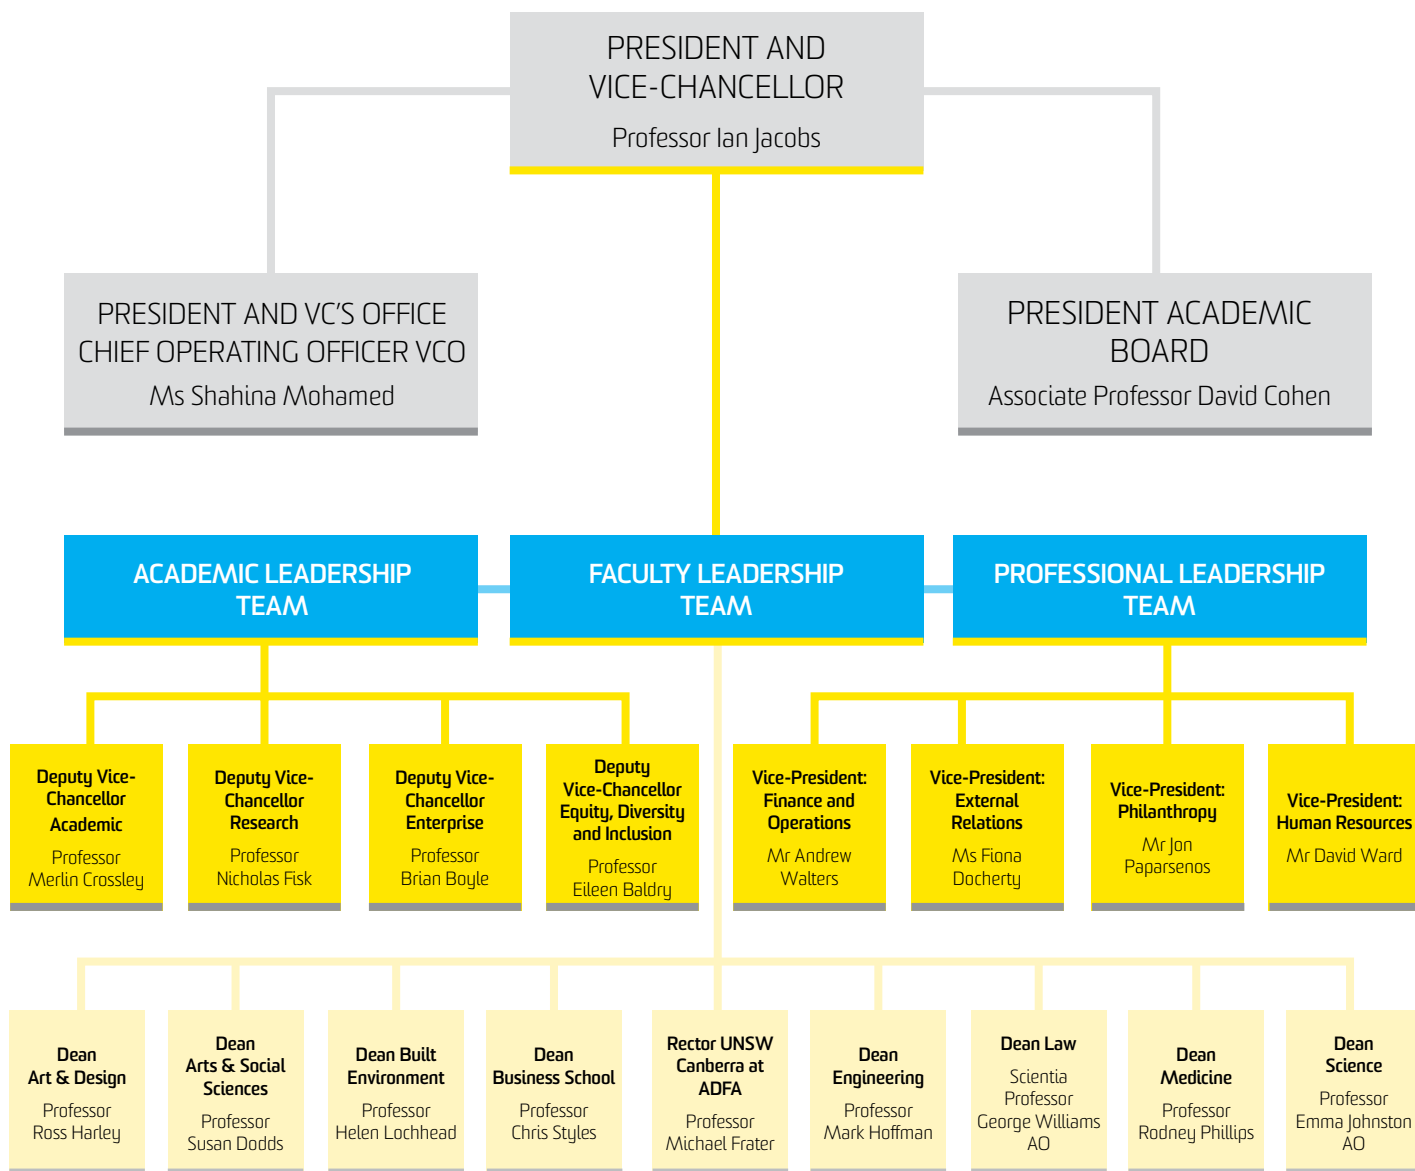 PRESIDENT AND
VICE-CHANCELLOR
Professor Ian Jacobs
PRESIDENT AND VC'S OFFICE
CHIEF OPERATING OFFICER VCO
Ms Shahina Mohamed
PRESIDENT ACADEMIC
BOARD
Associate Professor David Cohen
ACADEMIC LEADERSHIP
TEAM
FACULTY LEADERSHIP
TEAM
PROFESSIONAL LEADERSHIP
TEAM
Deputy Vice-
Chancellor
Academic
Professor
Merlin Crossley
Deputy Vice-
Chancellor
Research
Professor
Nicholas Fisk
Deputy Vice-
Chancellor
Enterprise
Professor
Brian Boyle
Deputy
Vice-Chancellor
Equity, Diversity
and Inclusion
Professor
Eileen Baldry
Vice-President:
Finance and
Operations
Mr Andrew
Walters
Vice-President:
External
Relations
Ms Fiona
Docherty
Vice-President:
Philanthropy
Mr Jon
Paparsenos
Vice-President:
Human Resources
Mr David Ward
Dean
Art & Design
Professor
Ross Harley
Dean
Arts & Social
Sciences
Professor
Susan Dodds
Dean Built
Environment
Professor
Helen Lochhead
Dean
Business School
Professor
Chris Styles
Rector UNSW
Canberra at
ADFA
Professor
Michael Frater
Dean
Engineering
Professor
Mark Hoffman
Dean Law
Scientia
Professor
George Williams
AO
Dean
Medicine
Professor
Rodney Phillips
Dean
Science
Professor
Emma Johnston
AO